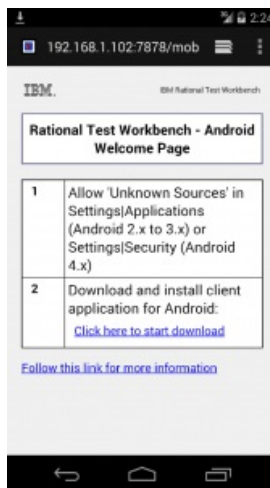 2:24
192.168.1.102:7878/mob
IBM.
IBM Rational Test Workbench
Rational Test Workbench - Android
Welcome Page
1
Allow 'Unknown Sources' in
Settings|Applications
(Android 2.x to 3.x) or
Settings|Security (Android
4.x)
2
Download and install client
application for Android:
Click here to start download
Follow this link for more information